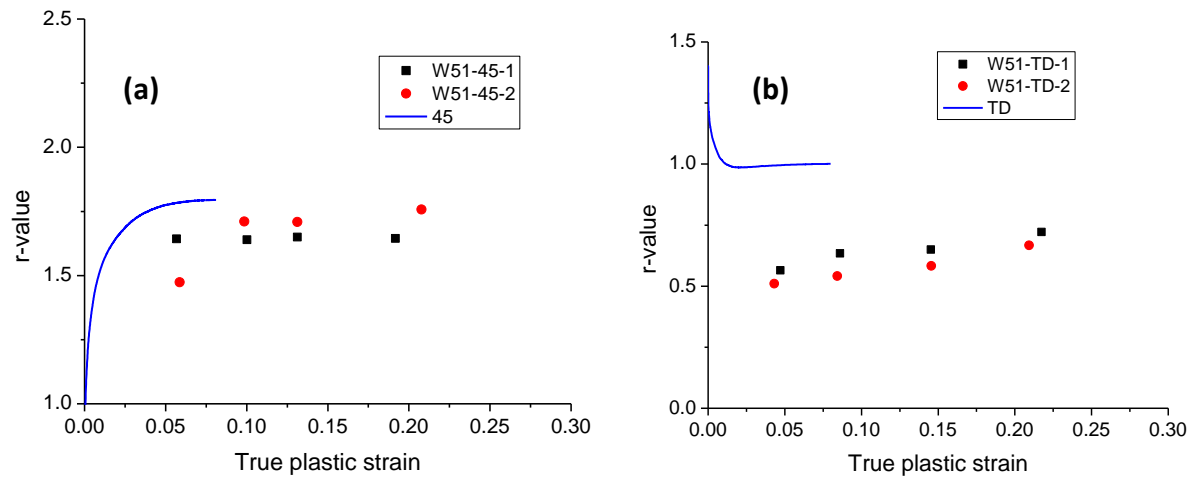 2.5
2.0
1.5
1.0
r-value
(a)
W51-45-1
W51-45-2
45
0.00 0.05 0.10 0.15 0.20 0.25 0.30
True plastic strain
1.5
1.0
0.5
0.0
r-value
(b)
W51-TD-1
W51-TD-2
TD
0.00 0.05 0.10 0.15 0.20 0.25 0.30
True plastic strain